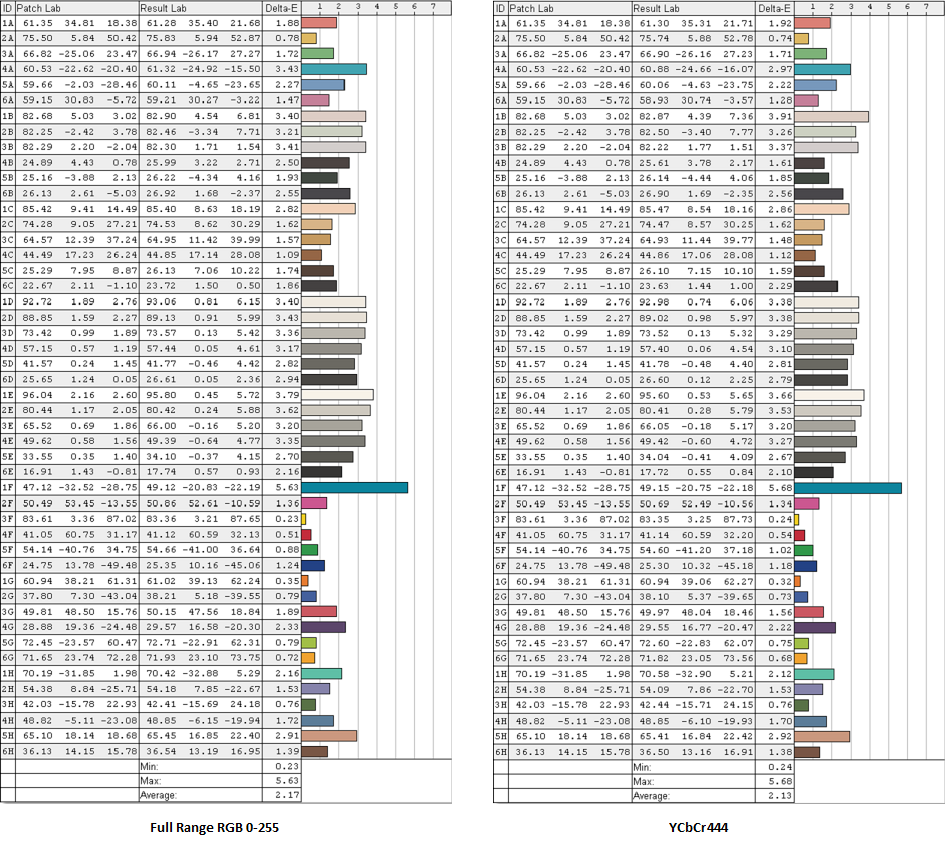 ID Patch Lab Result Lab Delta-E 1 2 3 4 5 6 7
1A 61.35 34.81 18.38 61.28 35.40 21.68 1.88
2A 75.50 5.84 50.42 75.83 5.94 52.87 0.78
3A 66.82 -25.06 23.47 66.94 -26.17 27.27 1.72
4A 60.53 -22.62 -20.40 61.32 -24.92 -15.50 3.43
5A 59.66 -2.03 -28.46 60.11 -4.65 -23.65 2.27
6A 59.15 30.83 -5.72 59.21 30.27 -3.22 1.47
1B 82.68 5.03 3.02 82.90 4.54 6.81 3.40
2B 82.25 -2.42 3.78 82.46 -3.34 7.71 3.21
3B 82.29 2.20 -2.04 82.30 1.71 1.54 3.41
4B 24.89 4.43 0.78 25.99 3.22 2.71 2.50
5B 25.16 -3.88 2.13 26.22 -4.34 4.16 1.93
6B 26.13 2.61 -5.03 26.92 1.68 -2.37 2.55
1C 85.42 9.41 14.49 85.40 8.63 18.19 2.82
2C 74.28 9.05 27.21 74.53 8.62 30.29 1.62
3C 64.57 12.39 37.24 64.95 11.42 39.99 1.57
4C 44.49 17.23 26.24 44.85 17.14 28.08 1.09
5C 25.29 7.95 8.87 26.13 7.06 10.22 1.74
6C 22.67 2.11 -1.10 23.72 1.50 0.50 1.86
1D 92.72 1.89 2.76 93.06 0.81 6.15 3.40
2D 88.85 1.59 2.27 89.13 0.91 5.99 3.43
3D 73.42 0.99 1.89 73.57 0.13 5.42 3.36
4D 57.15 0.57 1.19 57.44 0.05 4.61 3.17
5D 41.57 0.24 1.45 41.77 -0.46 4.42 2.82
6D 25.65 1.24 0.05 26.61 0.05 2.36 2.94
1E 96.04 2.16 2.60 95.80 0.45 5.72 3.79
2E 80.44 1.17 2.05 80.42 0.24 5.88 3.62
3E 65.52 0.69 1.86 66.00 -0.16 5.20 3.20
4E 49.62 0.58 1.56 49.39 -0.64 4.77 3.35
5E 33.55 0.35 1.40 34.10 -0.37 4.15 2.70
6E 16.91 1.43 -0.81 17.74 0.57 0.93 2.16
1F 47.12 -32.52 -28.75 49.12 -20.83 -22.19 5.63
2F 50.49 53.45 -13.55 50.86 52.61 -10.59 1.36
3F 83.61 3.36 87.02 83.36 3.21 87.65 0.23
4F 41.05 60.75 31.17 41.12 60.59 32.13 0.51
5F 54.14 -40.76 34.75 54.66 -41.00 36.64 0.88
6F 24.75 13.78 -49.48 25.35 10.16 -45.06 1.24
1G 60.94 38.21 61.31 61.02 39.13 62.24 0.35
2G 37.80 7.30 -43.04 38.21 5.18 -39.55 0.79
3G 49.81 48.50 15.76 50.15 47.56 18.84 1.89
4G 28.88 19.36 -24.48 29.57 16.58 -20.30 2.33
5G 72.45 -23.57 60.47 72.71 -22.91 62.31 0.79
6G 71.65 23.74 72.28 71.93 23.10 73.75 0.72
1H 70.19 -31.85 1.98 70.42 -32.88 5.29 2.16
2H 54.38 8.84 -25.71 54.18 7.85 -22.67 1.53
3H 42.03 -15.78 22.93 42.41 -15.69 24.18 0.76
4H 48.82 -5.11 -23.08 48.85 -6.15 -19.94 1.72
5H 65.10 18.14 18.68 65.45 16.85 22.40 2.91
6H 36.13 14.15 15.78 36.54 13.19 16.95 1.39
Min: 0.23
Max: 5.63
Average: 2.17
Full Range RGB 0-255
ID Patch Lab Result Lab Delta-E 1 2 3 4 5 6 7
1A 61.35 34.81 18.38 61.30 35.31 21.71 1.92
2A 75.50 5.84 50.42 75.74 5.88 52.78 0.74
3A 66.82 -25.06 23.47 66.90 -26.16 27.23 1.71
4A 60.53 -22.62 -20.40 60.88 -24.66 -16.07 2.97
5A 59.66 -2.03 -28.46 60.06 -4.63 -23.75 2.22
6A 59.15 30.83 -5.72 58.93 30.74 -3.57 1.28
1B 82.68 5.03 3.02 82.87 4.39 7.36 3.91
2B 82.25 -2.42 3.78 82.50 -3.40 7.77 3.26
3B 82.29 2.20 -2.04 82.22 1.77 1.51 3.37
4B 24.89 4.43 0.78 25.61 3.78 2.17 1.61
5B 25.16 -3.88 2.13 26.14 -4.44 4.06 1.85
6B 26.13 2.61 -5.03 26.90 1.69 -2.35 2.56
1C 85.42 9.41 14.49 85.47 8.54 18.16 2.86
2C 74.28 9.05 27.21 74.47 8.57 30.25 1.62
3C 64.57 12.39 37.24 64.93 11.44 39.77 1.48
4C 44.49 17.23 26.24 44.86 17.06 28.08 1.12
5C 25.29 7.95 8.87 26.10 7.15 10.10 1.59
6C 22.67 2.11 -1.10 23.63 1.44 1.00 2.29
1D 92.72 1.89 2.76 92.98 0.74 6.06 3.38
2D 88.85 1.59 2.27 89.02 0.98 5.97 3.38
3D 73.42 0.99 1.89 73.52 0.13 5.32 3.29
4D 57.15 0.57 1.19 57.40 0.06 4.54 3.10
5D 41.57 0.24 1.45 41.78 -0.48 4.40 2.81
6D 25.65 1.24 0.05 26.60 0.12 2.25 2.79
1E 96.04 2.16 2.60 95.60 0.53 5.65 3.66
2E 80.44 1.17 2.05 80.41 0.28 5.79 3.53
3E 65.52 0.69 1.86 66.05 -0.18 5.17 3.20
4E 49.62 0.58 1.56 49.42 -0.60 4.72 3.27
5E 33.55 0.35 1.40 34.04 -0.41 4.09 2.67
6E 16.91 1.43 -0.81 17.72 0.55 0.84 2.10
1F 47.12 -32.52 -28.75 49.15 -20.75 -22.18 5.68
2F 50.49 53.45 -13.55 50.69 52.49 -10.56 1.34
3F 83.61 3.36 87.02 83.35 3.25 87.73 0.24
4F 41.05 60.75 31.17 41.14 60.59 32.20 0.54
5F 54.14 -40.76 34.75 54.60 -41.20 37.18 1.02
6F 24.75 13.78 -49.48 25.30 10.32 -45.18 1.18
1G 60.94 38.21 61.31 60.94 39.06 62.27 0.32
2G 37.80 7.30 -43.04 38.10 5.37 -39.65 0.73
3G 49.81 48.50 15.76 49.97 48.04 18.46 1.56
4G 28.88 19.36 -24.48 29.55 16.77 -20.47 2.22
5G 72.45 -23.57 60.47 72.60 -22.83 62.07 0.75
6G 71.65 23.74 72.28 71.82 23.05 73.56 0.68
1H 70.19 -31.85 1.98 70.58 -32.90 5.21 2.12
2H 54.38 8.84 -25.71 54.09 7.86 -22.70 1.53
3H 42.03 -15.78 22.93 42.44 -15.71 24.15 0.76
4H 48.82 -5.11 -23.08 48.85 -6.10 -19.93 1.70
5H 65.10 18.14 18.68 65.41 16.84 22.42 2.92
6H 36.13 14.15 15.78 36.50 13.16 16.91 1.38
Min: 0.24
Max: 5.68
Average: 2.13
YCbCr444